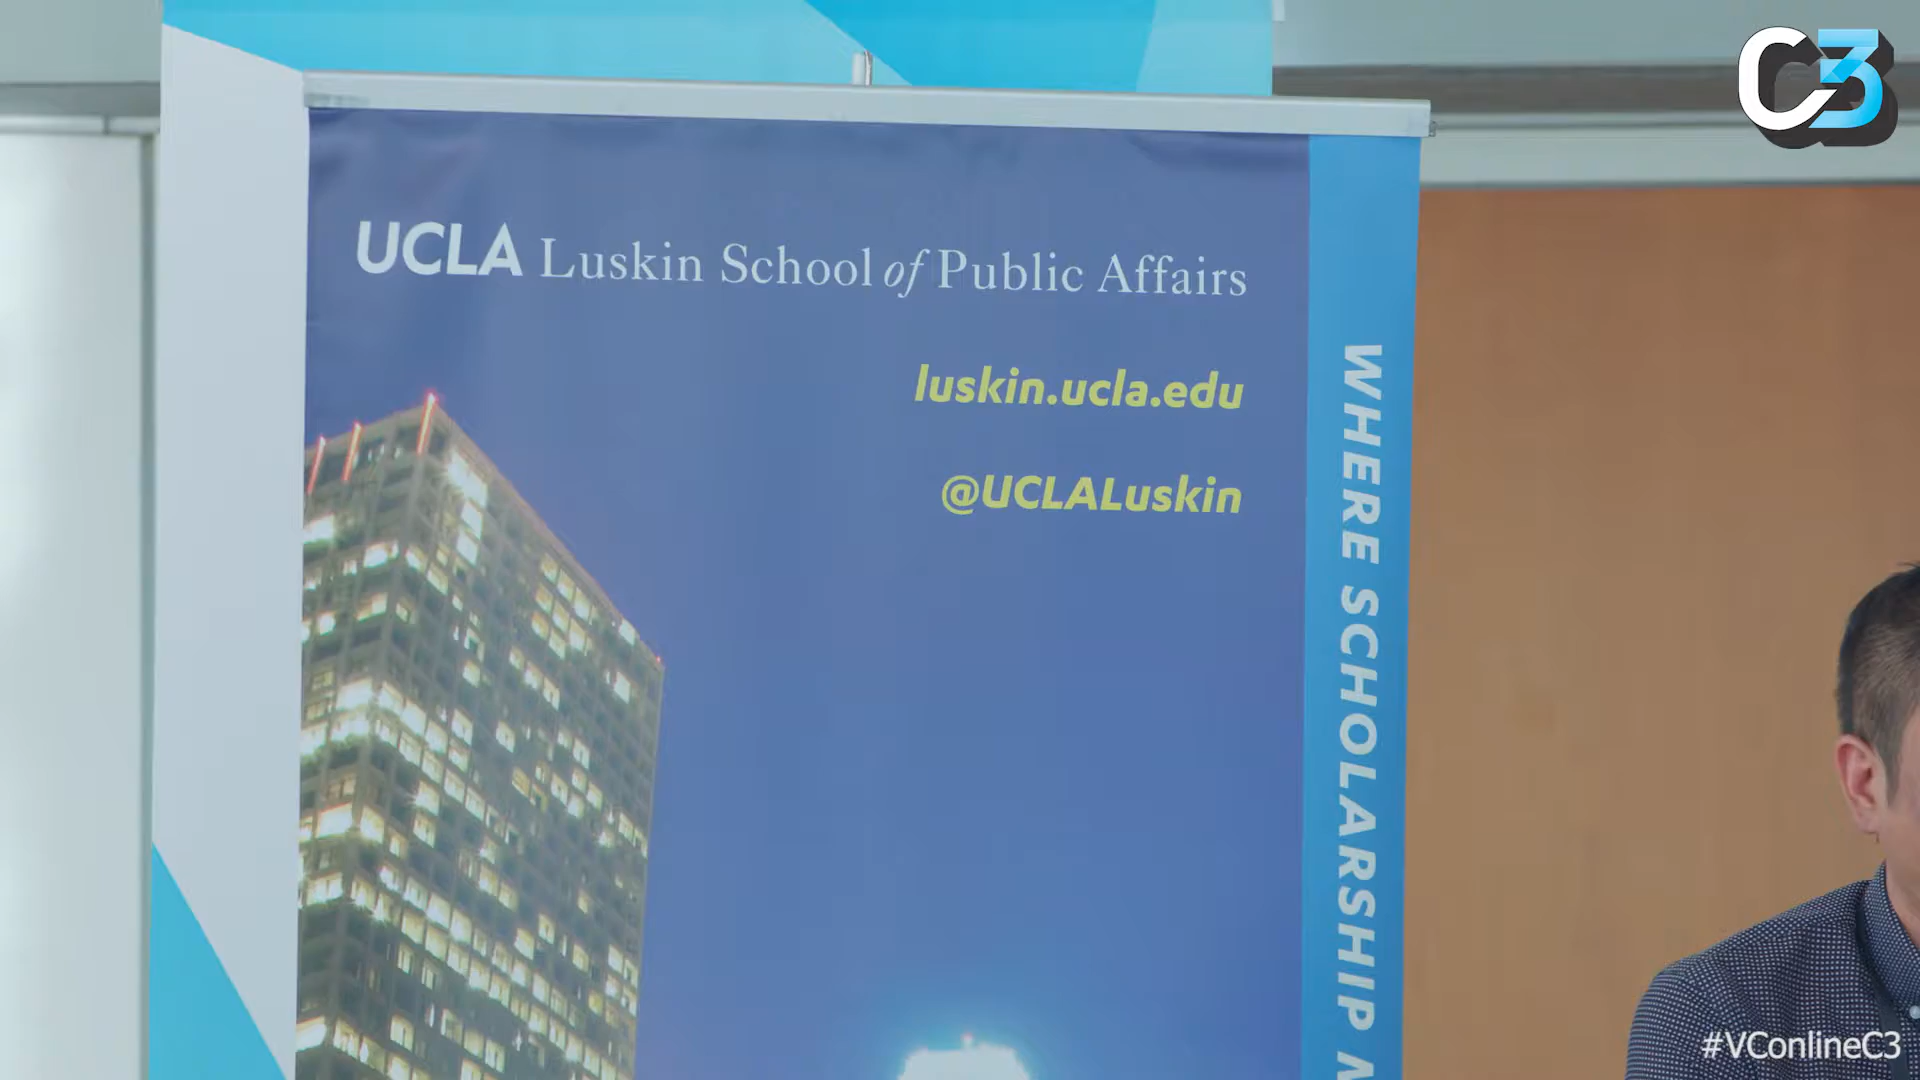 C3
UCLA Luskin School of Public Affairs
luskin.ucla.edu
@UCLALuskin
WHERE SCHOLARSHIP
#VConlineC3